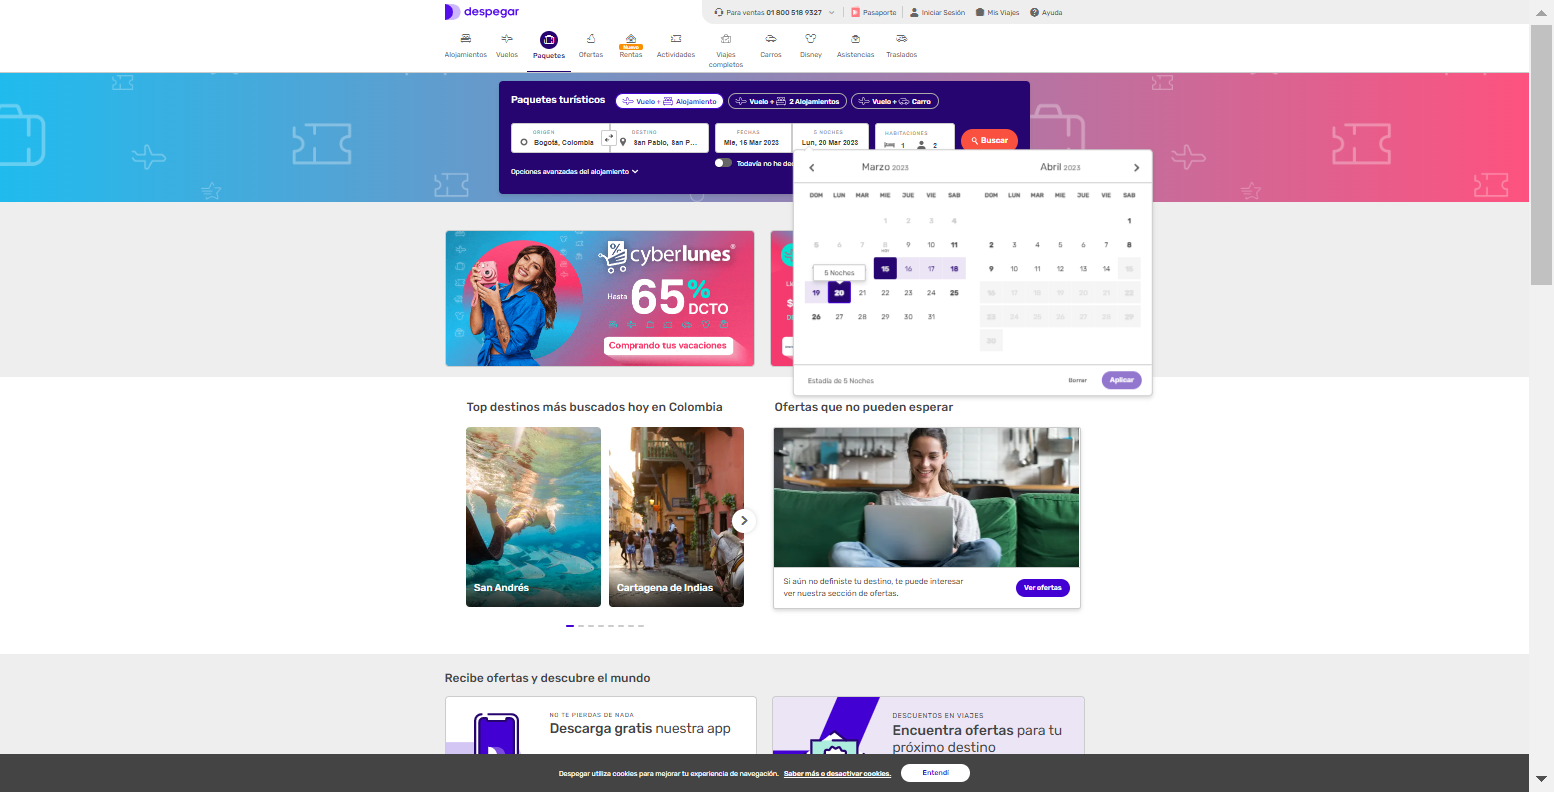 despegar
Para ventas 01 800 518 9327
Pasaporte
Iniciar Sesión
Mis Viajes
Ayuda
Alojamientos
Vuelos
Paquetes
Ofertas
Nuevo
Rentas
Actividades
Viajes
completos
Carros
Disney
Asistencias
Traslados
Paquetes turísticos
Vuelo + Alojamiento
Vuelo + 2 Alojamientos
Vuelo + Carro
ORIGEN
Bogotá, Colombia
DESTINO
San Pablo, San P...
FECHAS
Mie, 15 Mar 2023
5 NOCHES
Lun, 20 Mar 2023
HABITACIONES
1 2
Buscar
Todavía no he dec
Opciones avanzadas del alojamiento
Marzo 2023
DOM LUN MAR MIE JUE VIE SAB
1 2 3 4
5 6 7 8 9 10 11
15 16 17 18
5 Noches
19 20 21 22 23 24 25
26 27 28 29 30 31
Abril 2023
DOM LUN MAR MIE JUE VIE SAB
1
2 3 4 5 6 7 8
9 10 11 12 13 14 15
16 17 18 19 20 21 22
23 24 25 26 27 28 29
30
Estadía de 5 Noches
Borrar
Aplicar
cyberlunes®
Hasta 65% DCTO
Comprando tus vacaciones
Top destinos más buscados hoy en Colombia
San Andrés
Cartagena de Indias
Ofertas que no pueden esperar
Si aún no definiste tu destino, te puede interesar
ver nuestra sección de ofertas.
Ver ofertas
Recibe ofertas y descubre el mundo
NO TE PIERDAS DE NADA
Descarga gratis nuestra app
DESCUENTOS EN VIAJES
Encuentra ofertas para tu
próximo destino
Despegar utiliza cookies para mejorar tu experiencia de navegación. Saber más o desactivar cookies.
Entendí